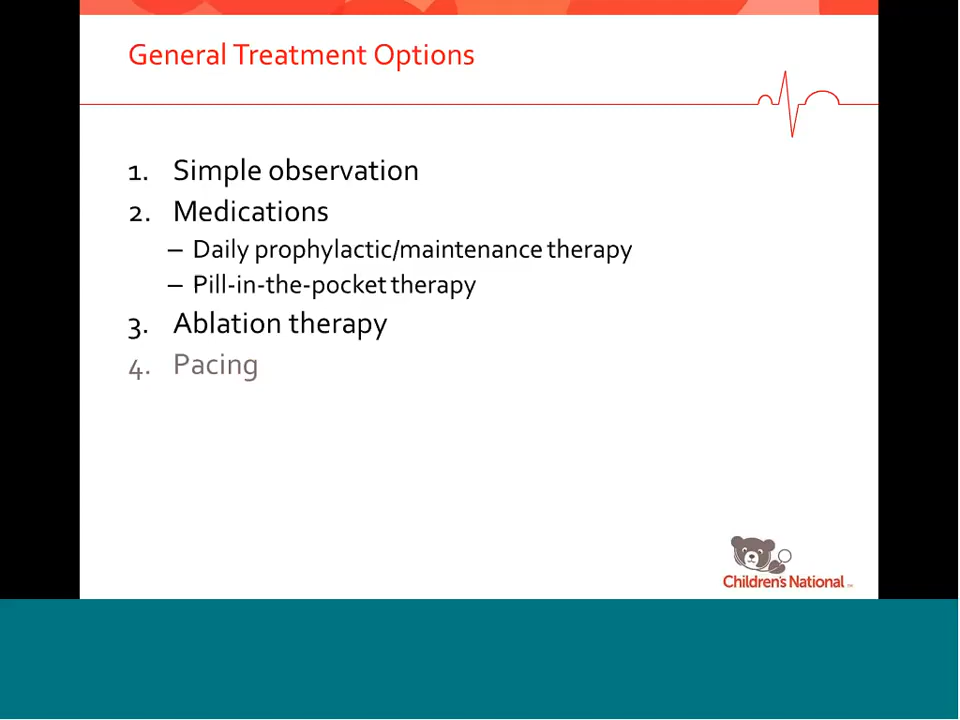 General Treatment Options
1. Simple observation
2. Medications
– Daily prophylactic/maintenance therapy
– Pill-in-the-pocket therapy
3. Ablation therapy
4. Pacing
Children's National